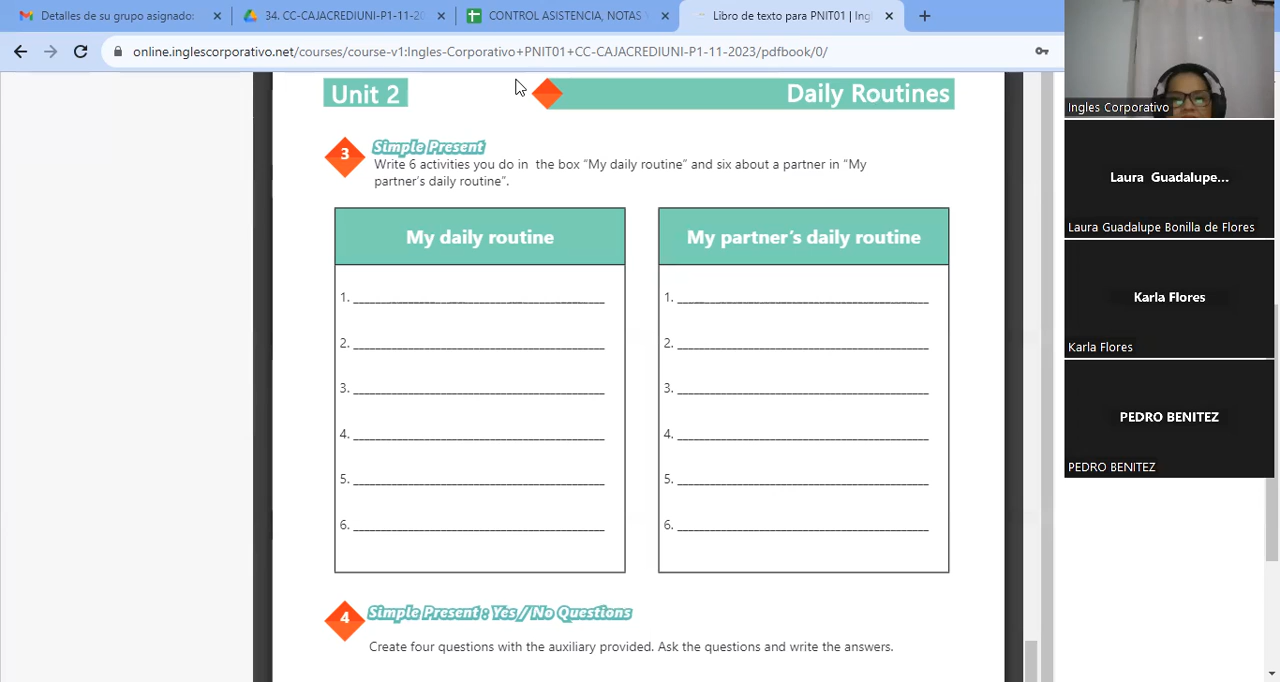 Detalles de su grupo asignado:
34. CC-CAJACREDIUNI-P1-11-20
CONTROL ASISTENCIA, NOTAS Y
Libro de texto para PNIT01 | Ing
online.inglescorporativo.net/courses/course-v1:Ingles-Corporativo+PNIT01+CC-CAJACREDIUNI-P1-11-2023/pdfbook/0/
Unit 2
Daily Routines
3
Simple Present
Write 6 activities you do in the box “My daily routine” and six about a partner in “My
partner’s daily routine”.
My daily routine
1.
2.
3.
4.
5.
6.
My partner’s daily routine
1.
2.
3.
4.
5.
6.
4
Simple Present : Yes / No Questions
Create four questions with the auxiliary provided. Ask the questions and write the answers.
Ingles Corporativo
Laura Guadalupe...
Laura Guadalupe Bonilla de Flores
Karla Flores
Karla Flores
PEDRO BENITEZ
PEDRO BENITEZ